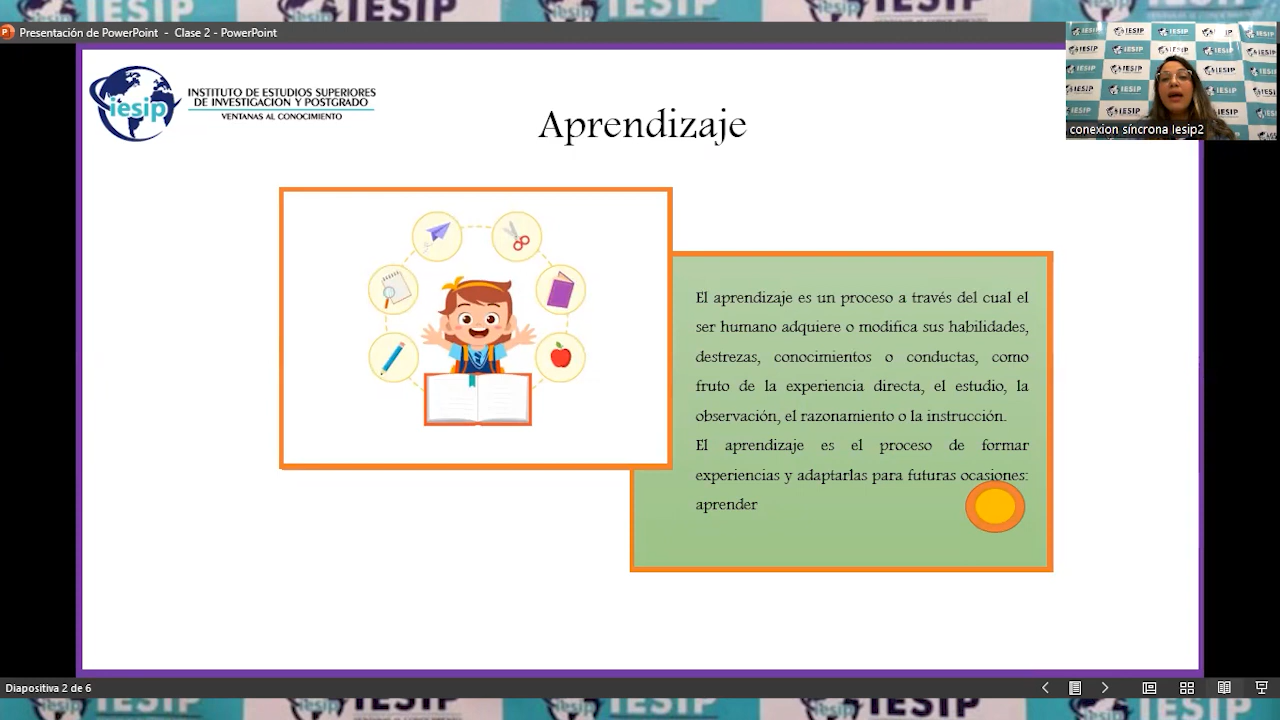 Presentación de PowerPoint - Clase 2 - PowerPoint
iesip
INSTITUTO DE ESTUDIOS SUPERIORES
DE INVESTIGACION Y POSTGRADO
VENTANAS AL CONOCIMIENTO
Aprendizaje
conexion síncrona Iesip2
El aprendizaje es un proceso a través del cual el
ser humano adquiere o modifica sus habilidades,
destrezas, conocimientos o conductas, como
fruto de la experiencia directa, el estudio, la
observación, el razonamiento o la instrucción.
El aprendizaje es el proceso de formar
experiencias y adaptarlas para futuras ocasiones:
aprender
Diapositiva 2 de 6